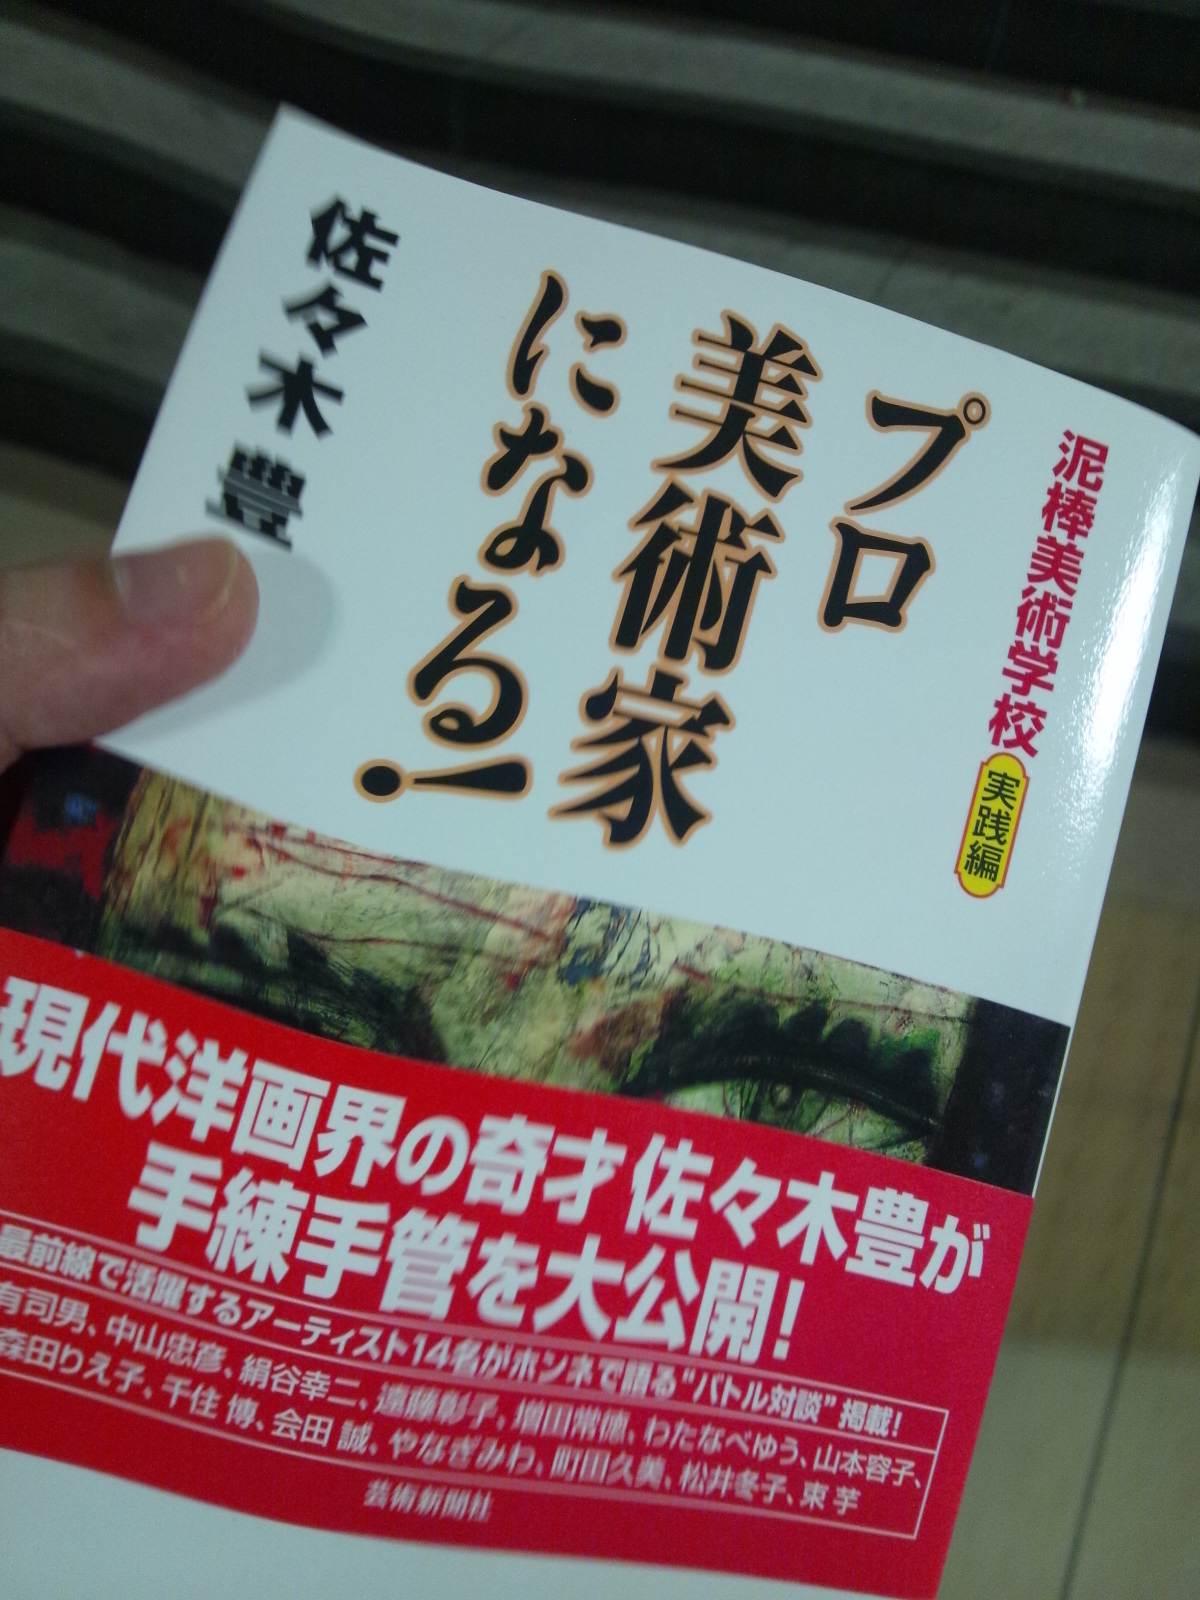 泥棒美術学校
実践編
プロ
美術家
になる!
佐々木豊
現代洋画界の奇才 佐々木豊が
手練手管を大公開!
最前線で活躍するアーティスト14名がホンネで語る“バトル対談”掲載!
有司男、中山忠彦、絹谷幸二、遠藤彰子、増田常徳、わたなべゆう、山本容子、
森田りえ子、千住 博、会田 誠、やなぎみわ、町田久美、松井冬子、束芋
芸術新聞社